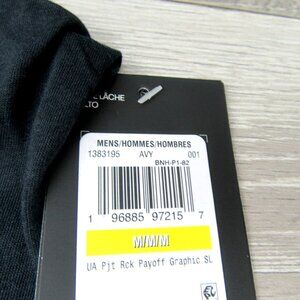 LÂCHE
LTO
MENS/HOMMES/HOMBRES
1383195 AVY 001
BNH-P1-82
1 96885 97215 7
M/M/M
UA Pjt Rck Payoff Graphic SL